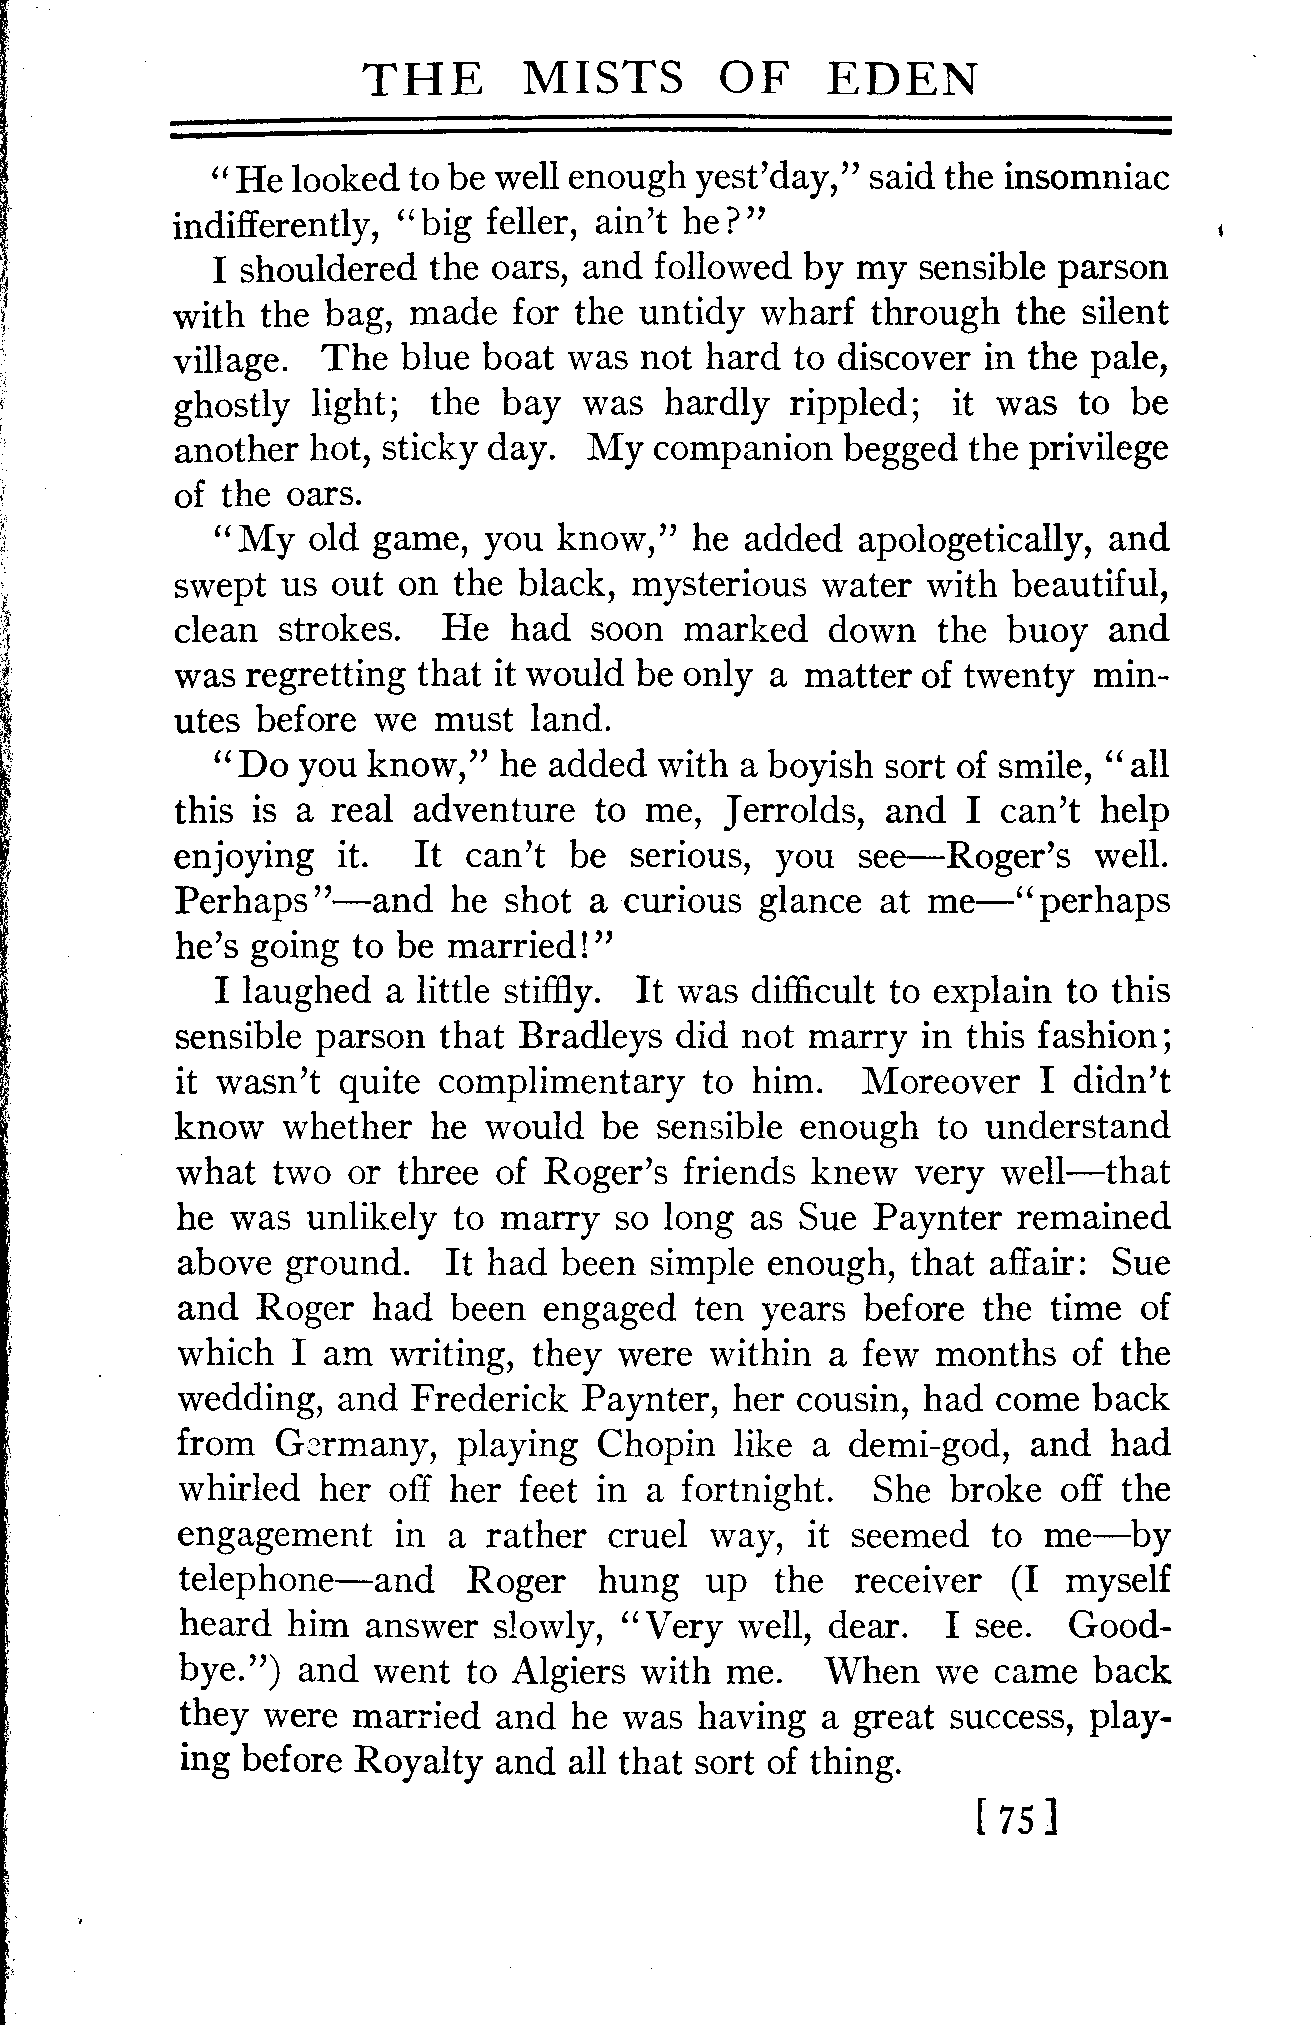 THE MISTS OF EDEN
"He looked to be well enough yest'day," said the insomniac
indifferently, "big feller, ain't he?"
I shouldered the oars, and followed by my sensible parson
with the bag, made for the untidy wharf through the silent
village. The blue boat was not hard to discover in the pale,
ghostly light; the bay was hardly rippled; it was to be
another hot, sticky day. My companion begged the privilege
of the oars.
"My old game, you know," he added apologetically, and
swept us out on the black, mysterious water with beautiful,
clean strokes. He had soon marked down the buoy and
was regretting that it would be only a matter of twenty min-
utes before we must land.
"Do you know," he added with a boyish sort of smile, "all
this is a real adventure to me, Jerrolds, and I can't help
enjoying it. It can't be serious, you see—Roger's well.
Perhaps"—and he shot a curious glance at me—"perhaps
he's going to be married!"
I laughed a little stiffly. It was difficult to explain to this
sensible parson that Bradleys did not marry in this fashion;
it wasn't quite complimentary to him. Moreover I didn't
know whether he would be sensible enough to understand
what two or three of Roger's friends knew very well—that
he was unlikely to marry so long as Sue Paynter remained
above ground. It had been simple enough, that affair: Sue
and Roger had been engaged ten years before the time of
which I am writing, they were within a few months of the
wedding, and Frederick Paynter, her cousin, had come back
from Germany, playing Chopin like a demi-god, and had
whirled her off her feet in a fortnight. She broke off the
engagement in a rather cruel way, it seemed to me—by
telephone—and Roger hung up the receiver (I myself
heard him answer slowly, "Very well, dear. I see. Good-
bye.") and went to Algiers with me. When we came back
they were married and he was having a great success, play-
ing before Royalty and all that sort of thing.
[75]